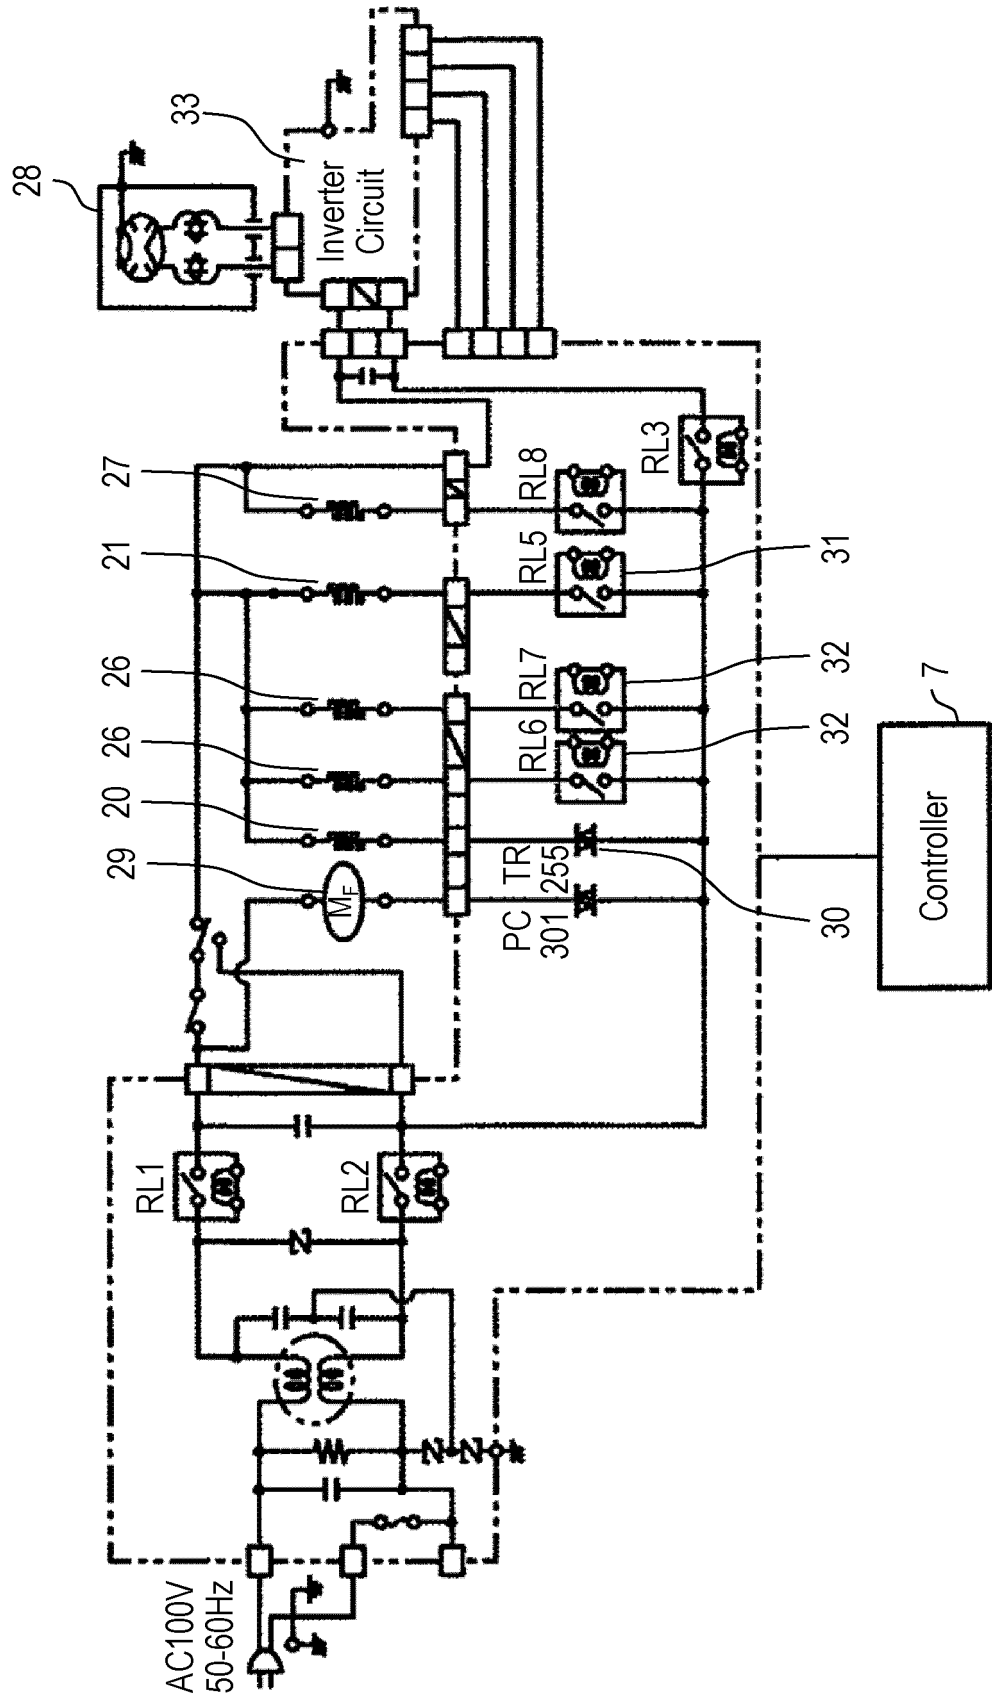 28
33
Inverter
Circuit
27
21
26
26
20
29
M_F
RL8
RL5
RL7
RL6
TR
255
PC
301
RL3
31
32
32
30
7
Controller
RL1
RL2
AC100V
50-60Hz